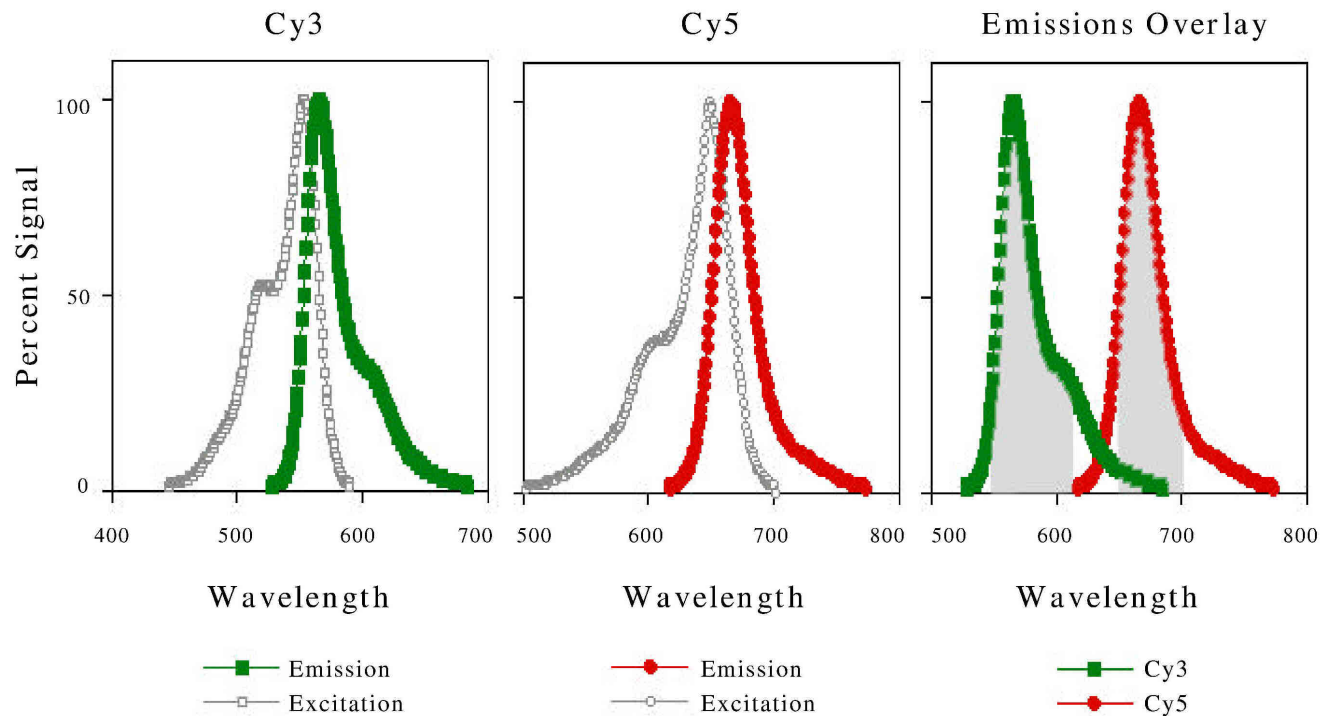 Cy3
Cy5
Emissions Overlay
Percent Signal
100
50
0
400 500 600 700
500 600 700 800
500 600 700 800
Wavelength
Wavelength
Wavelength
Emission
Excitation
Emission
Excitation
Cy3
Cy5